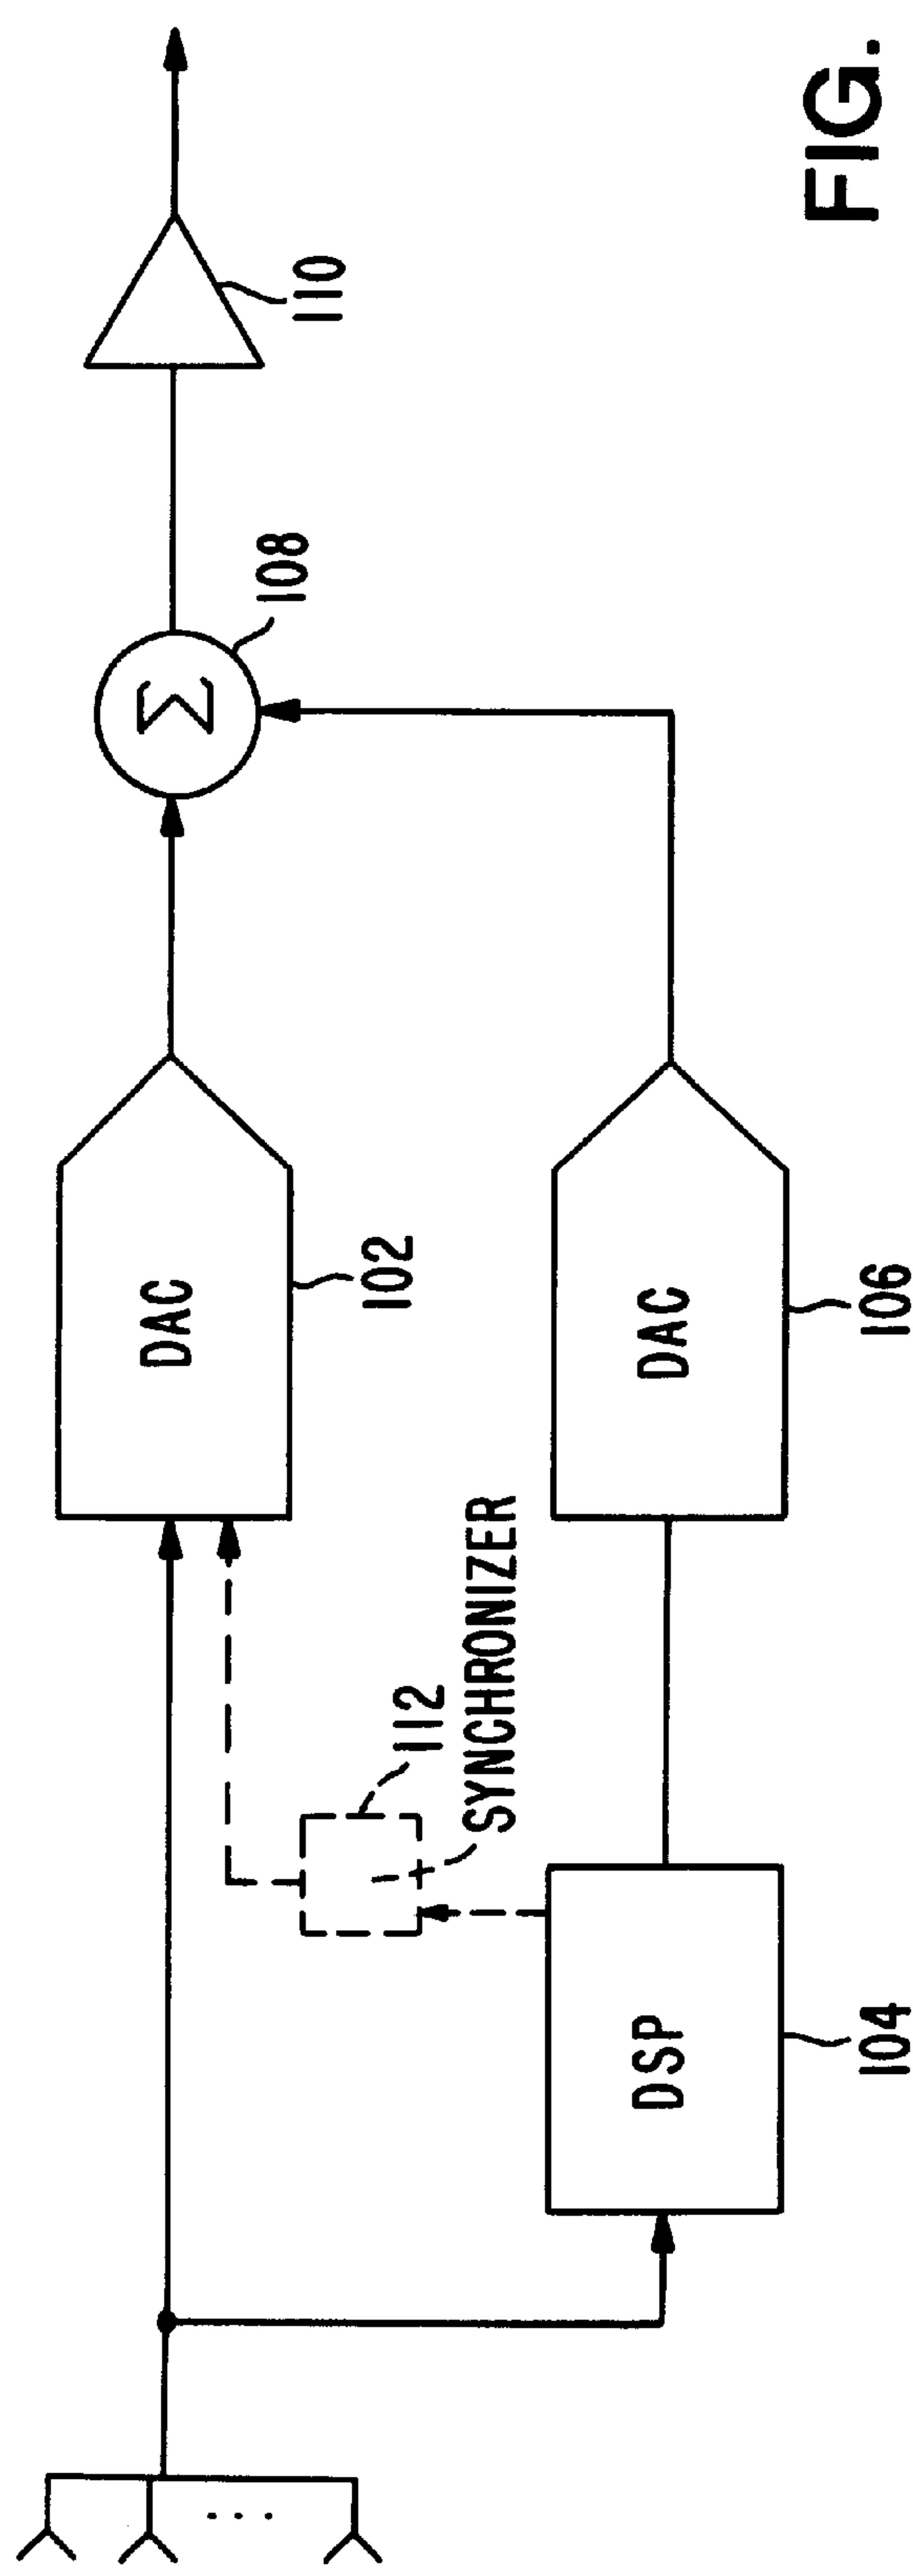 DAC
102
Σ
108
110
112
SYNCHRONIZER
DSP
104
DAC
106
...
FIG.